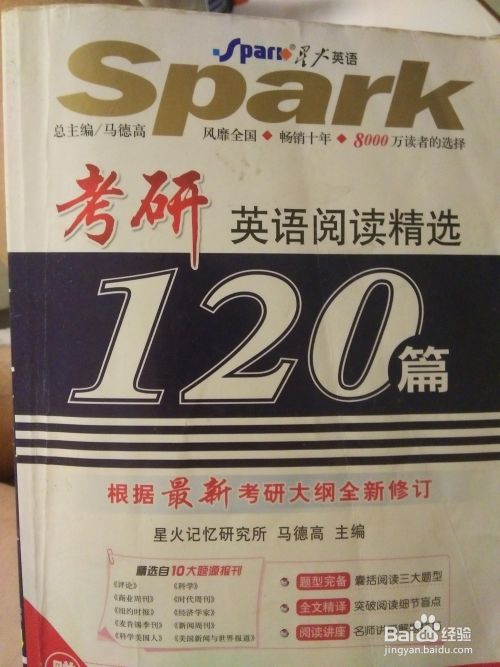 Spark 星火英语
Spark
总主编/马德高
风靡全国◆畅销十年◆8000万读者的选择
考研 英语阅读精选
120篇
根据最新考研大纲全新修订
星火记忆研究所 马德高 主编
精选自10大题源报刊
《评论》 《科学》
《商业周刊》 《时代周刊》
《纽约时报》 《经济学家》
《麦肯锡季刊》 《新闻周刊》
《科学美国人》 《美国新闻与世界报道》
题型完备 囊括阅读三大题型
全文精译 突破阅读细节盲点
阅读讲座 名师讲
Baidu 经验
jingyan.baidu.com